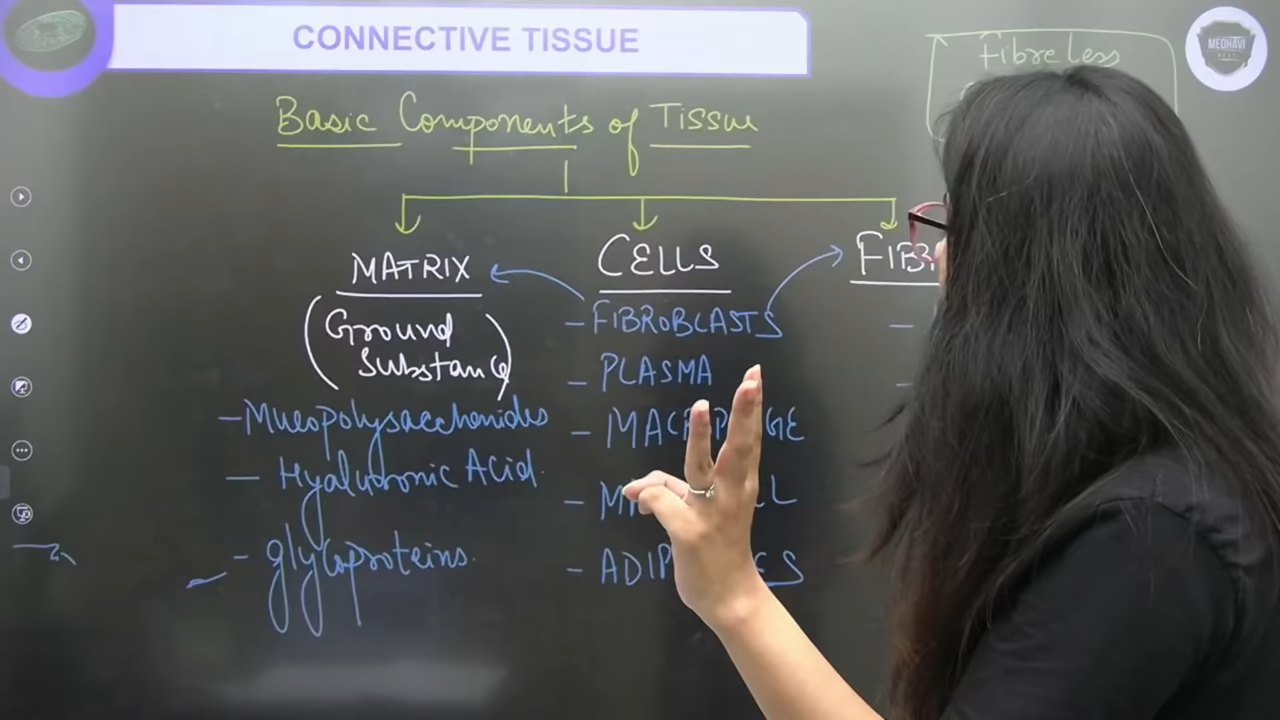 CONNECTIVE TISSUE
MEDHAVI
Fibreless
Basic Components of Tissue
MATRIX
CELLS
(Ground
Substance)
- FIBROBLASTS
- PLASMA
- Mucopolysaccharides
- Hyaluronic Acid.
- glycoproteins.